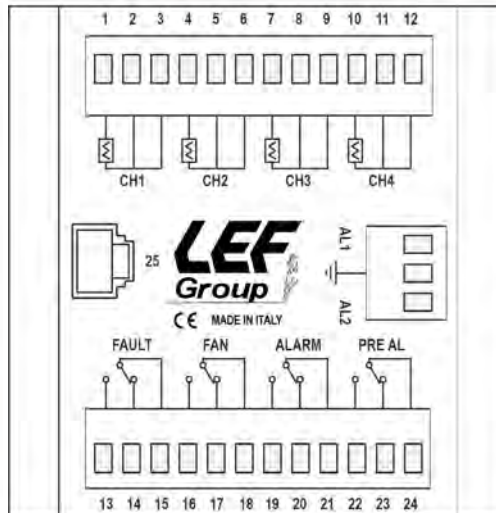 1 2 3 4 5 6 7 8 9 10 11 12
CH1 CH2 CH3 CH4
25
LEF
Group
CE MADE IN ITALY
AL1
AL2
FAULT FAN ALARM PRE AL
13 14 15 16 17 18 19 20 21 22 23 24